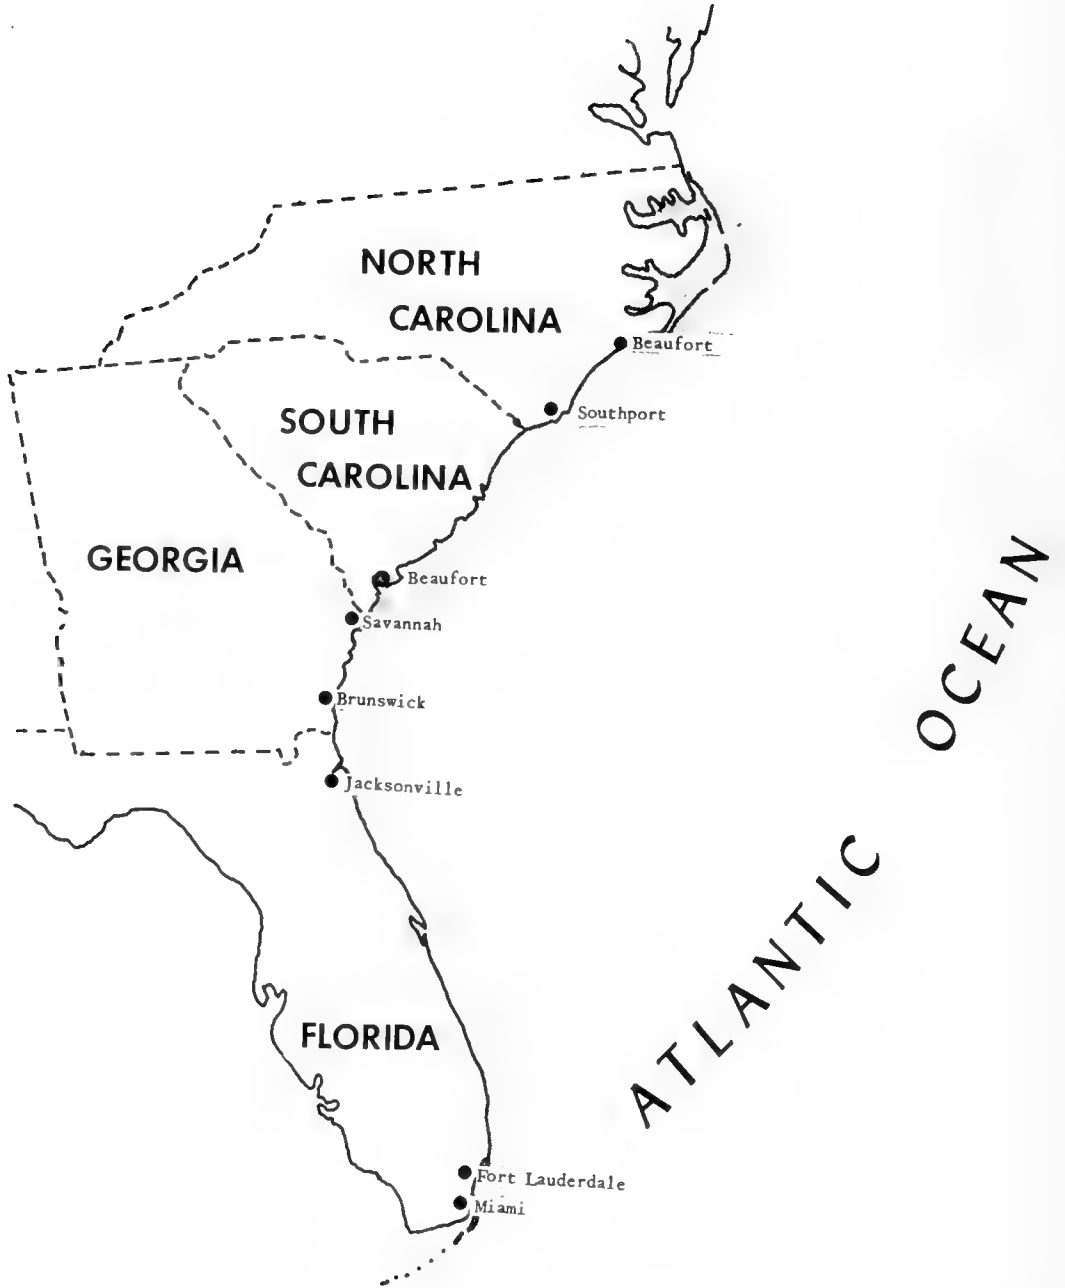 NORTH
CAROLINA
Beaufort
Southport
SOUTH
CAROLINA
GEORGIA
Beaufort
Savannah
Brunswick
Jacksonville
FLORIDA
Fort Lauderdale
Miami
ATLANTIC OCEAN